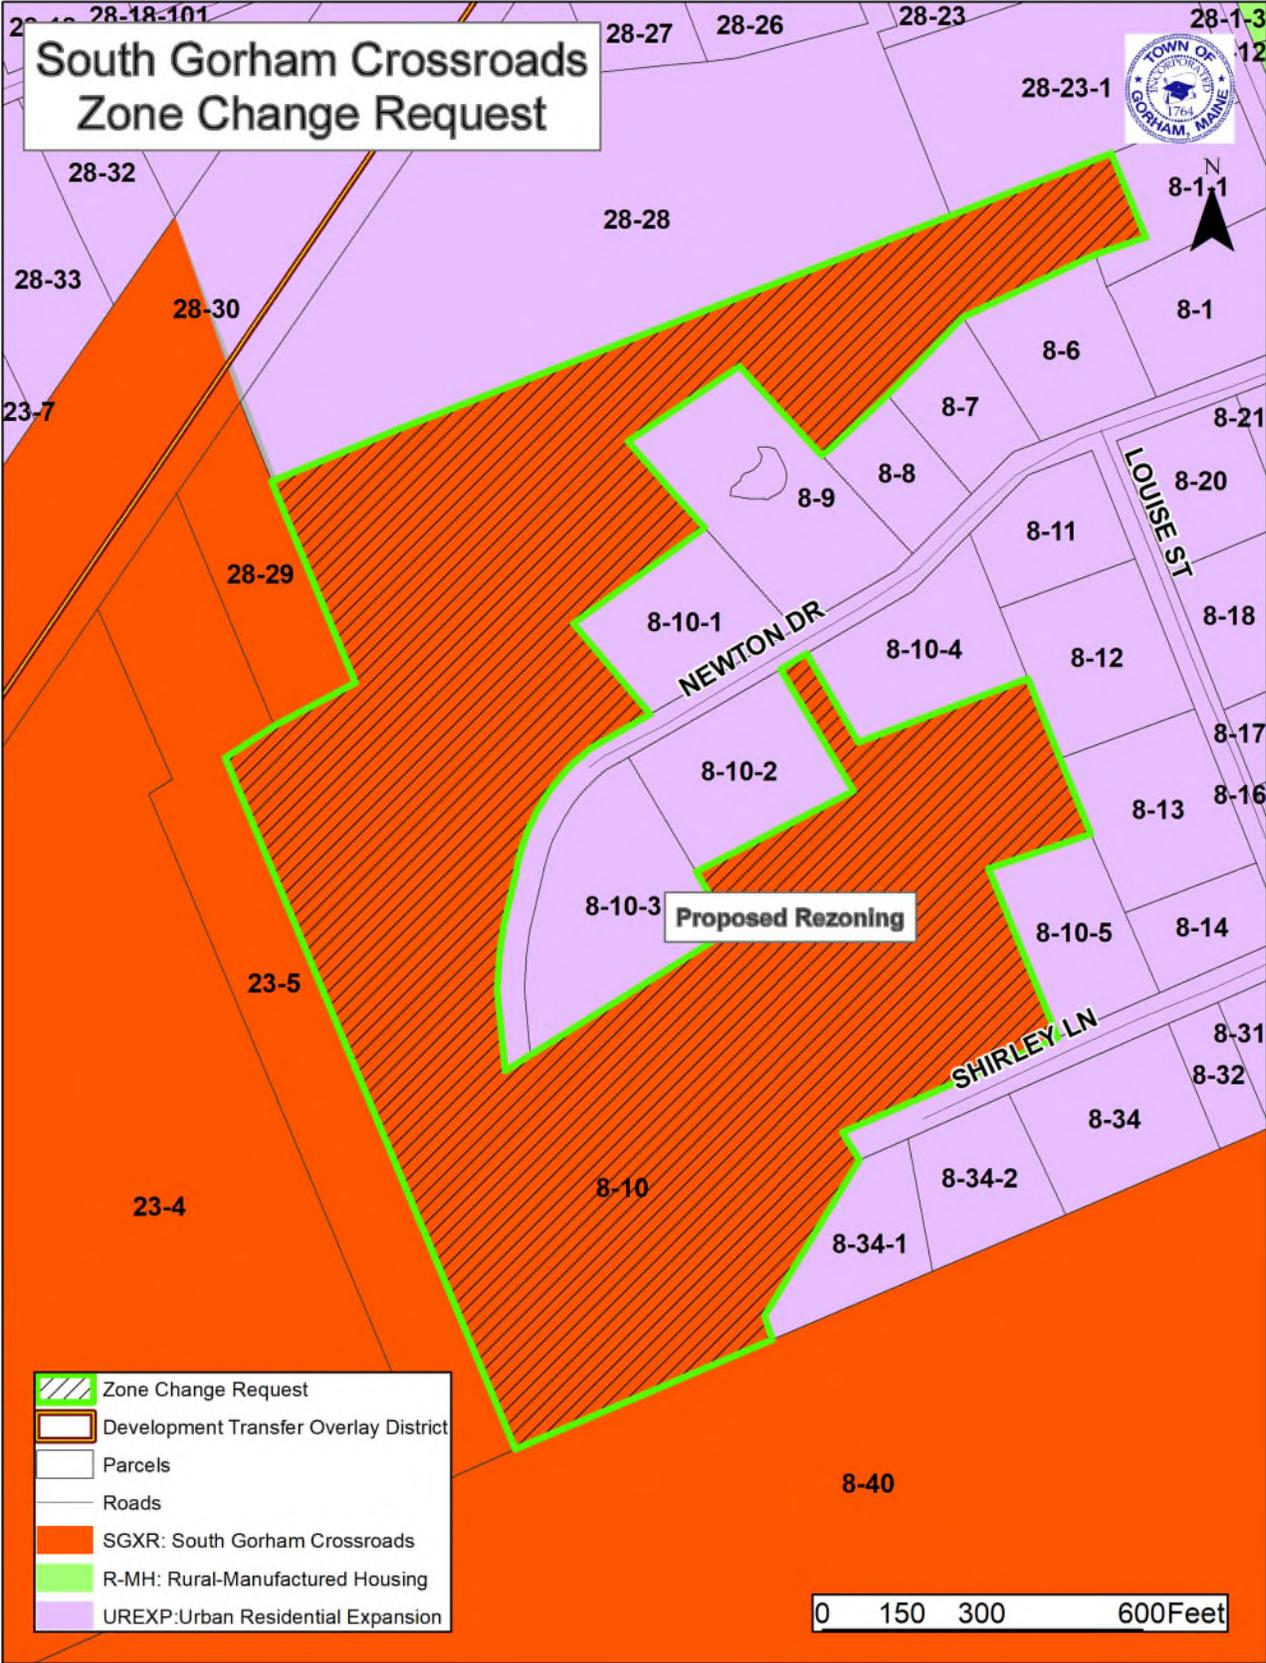 28-18-101
28-27
28-26
28-23
28-1-3
South Gorham Crossroads
Zone Change Request
TOWN OF
GORHAM, MAINE
INCORPORATED
1764
12
28-23-1
28-32
N
8-1-1
28-28
28-33
28-30
8-1
8-6
23-7
8-7
8-21
8-8
8-20
8-9
LOUISE ST
8-11
28-29
8-18
8-10-1
NEWTON DR
8-10-4
8-12
8-17
8-10-2
8-16
8-13
8-10-3
Proposed Rezoning
8-10-5
8-14
23-5
SHIRLEY LN
8-31
8-32
8-34
8-10
8-34-2
23-4
8-34-1
Zone Change Request
Development Transfer Overlay District
Parcels
Roads
SGXR: South Gorham Crossroads
R-MH: Rural-Manufactured Housing
UREXP:Urban Residential Expansion
8-40
0 150 300 600Feet